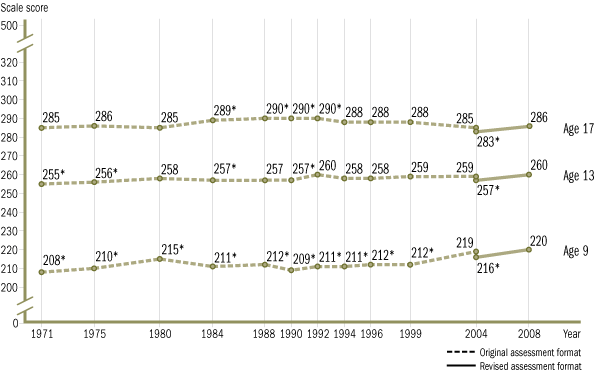 Scale score
500
320
310
300
290
280
270
260
250
240
230
220
210
200
0
285 286 285 289* 290* 290* 290* 288 288 288 285 286
283*
Age 17
255* 256* 258 257* 257 257* 260 258 258 259 259 260
257*
Age 13
208* 210* 215* 211* 212* 209* 211* 211* 212* 212* 219 220
216*
Age 9
1971 1975 1980 1984 1988 1990 1992 1994 1996 1999 2004 2008 Year
Original assessment format
Revised assessment format